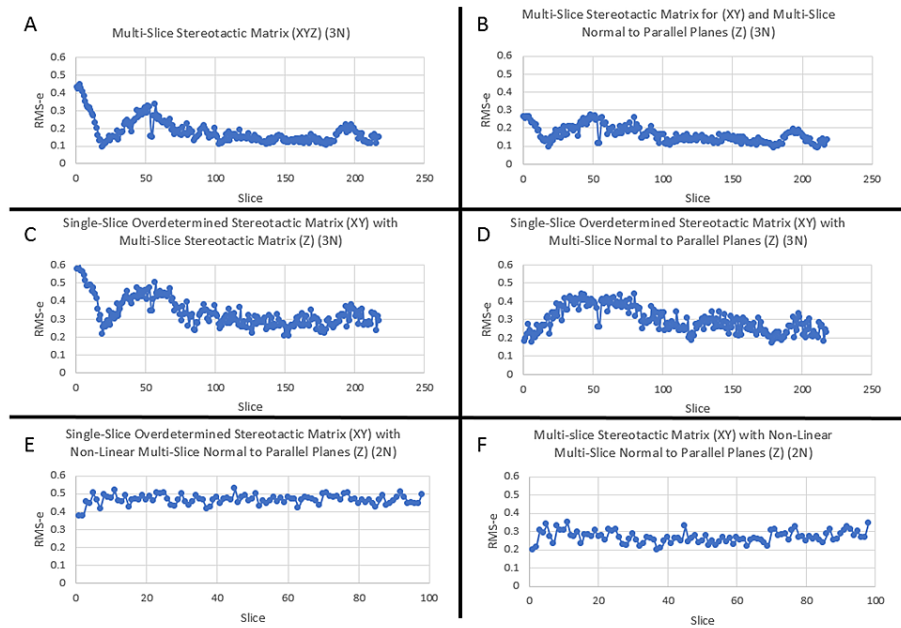 A
Multi-Slice Stereotactic Matrix (XYZ) (3N)
0.6
0.5
0.4
0.3
0.2
0.1
0
RMS-e
0 50 100 150 200 250
Slice
B
Multi-Slice Stereotactic Matrix for (XY) and Multi-Slice
Normal to Parallel Planes (Z) (3N)
0.6
0.5
0.4
0.3
0.2
0.1
0
RMS-e
0 50 100 150 200 250
Slice
C
Single-Slice Overdetermined Stereotactic Matrix (XY) with
Multi-Slice Stereotactic Matrix (Z) (3N)
0.6
0.5
0.4
0.3
0.2
0.1
0
RMS-e
0 50 100 150 200 250
Slice
D
Single-Slice Overdetermined Stereotactic Matrix (XY) with
Multi-Slice Normal to Parallel Planes (Z) (3N)
0.6
0.5
0.4
0.3
0.2
0.1
0
RMS-e
0 50 100 150 200 250
Slice
E
Single-Slice Overdetermined Stereotactic Matrix (XY) with
Non-Linear Multi-Slice Normal to Parallel Planes (Z) (2N)
0.6
0.5
0.4
0.3
0.2
0.1
0
RMS-e
0 20 40 60 80 100
Slice
F
Multi-slice Stereotactic Matrix (XY) with Non-Linear
Multi-Slice Normal to Parallel Planes (Z) (2N)
0.6
0.5
0.4
0.3
0.2
0.1
0
RMS-e
0 20 40 60 80 100
Slice